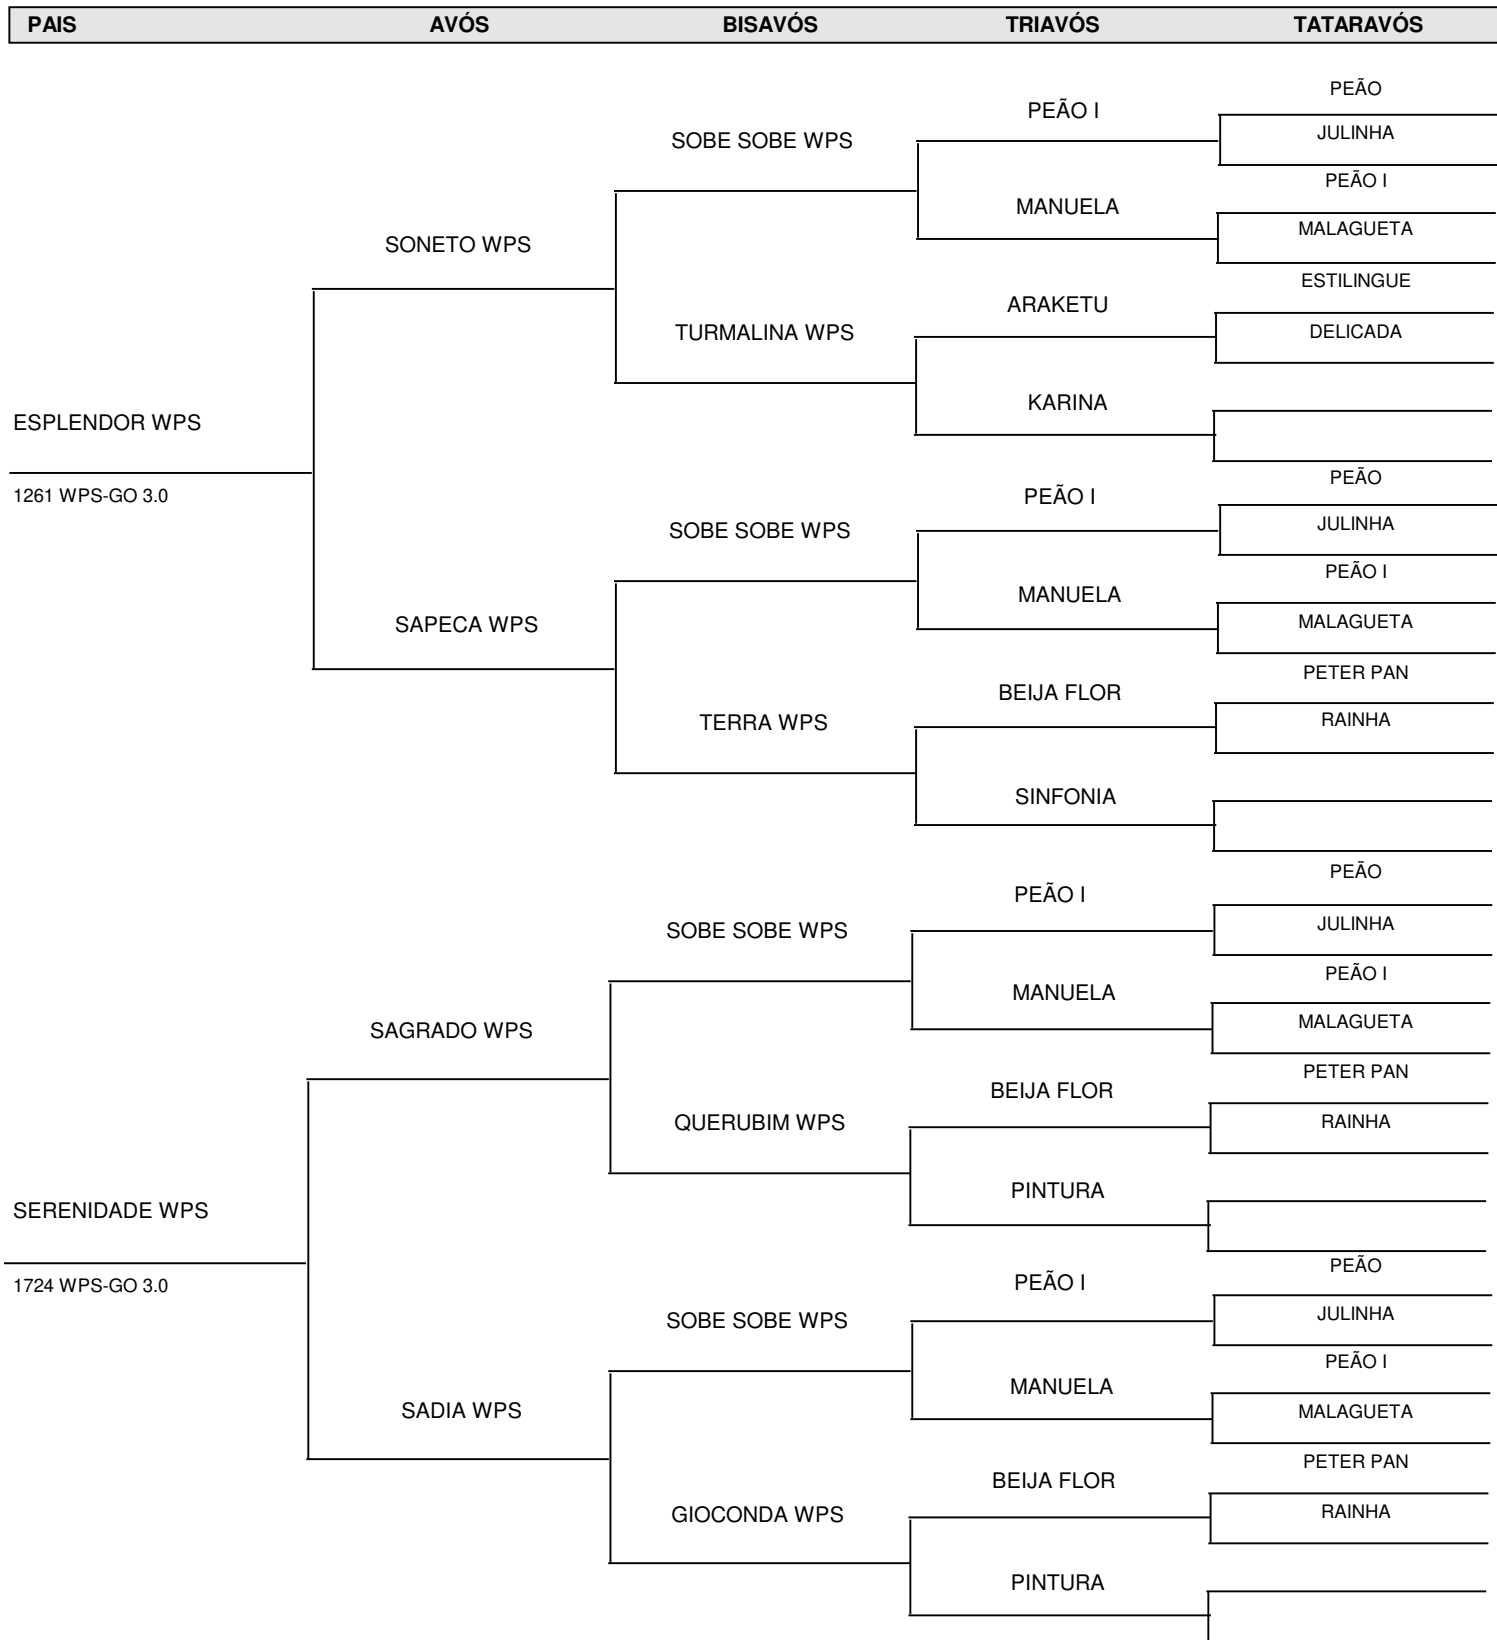 PAIS AVÓS BISAVÓS TRIAVÓS TATARAVÓS
PEÃO
PEÃO I
JULINHA
SOBE SOBE WPS
PEÃO I
MANUELA
MALAGUETA
SONETO WPS
ESTILINGUE
ARAKETU
TURMALINA WPS
DELICADA
KARINA
ESPLENDOR WPS
PEÃO
1261 WPS-GO 3.0
PEÃO I
JULINHA
SOBE SOBE WPS
PEÃO I
MANUELA
MALAGUETA
SAPECA WPS
PETER PAN
BEIJA FLOR
RAINHA
TERRA WPS
SINFONIA
PEÃO
PEÃO I
JULINHA
SOBE SOBE WPS
PEÃO I
MANUELA
MALAGUETA
SAGRADO WPS
PETER PAN
BEIJA FLOR
RAINHA
QUERUBIM WPS
PINTURA
SERENIDADE WPS
PEÃO
1724 WPS-GO 3.0
PEÃO I
JULINHA
SOBE SOBE WPS
PEÃO I
MANUELA
MALAGUETA
SADIA WPS
PETER PAN
BEIJA FLOR
RAINHA
GIOCONDA WPS
PINTURA